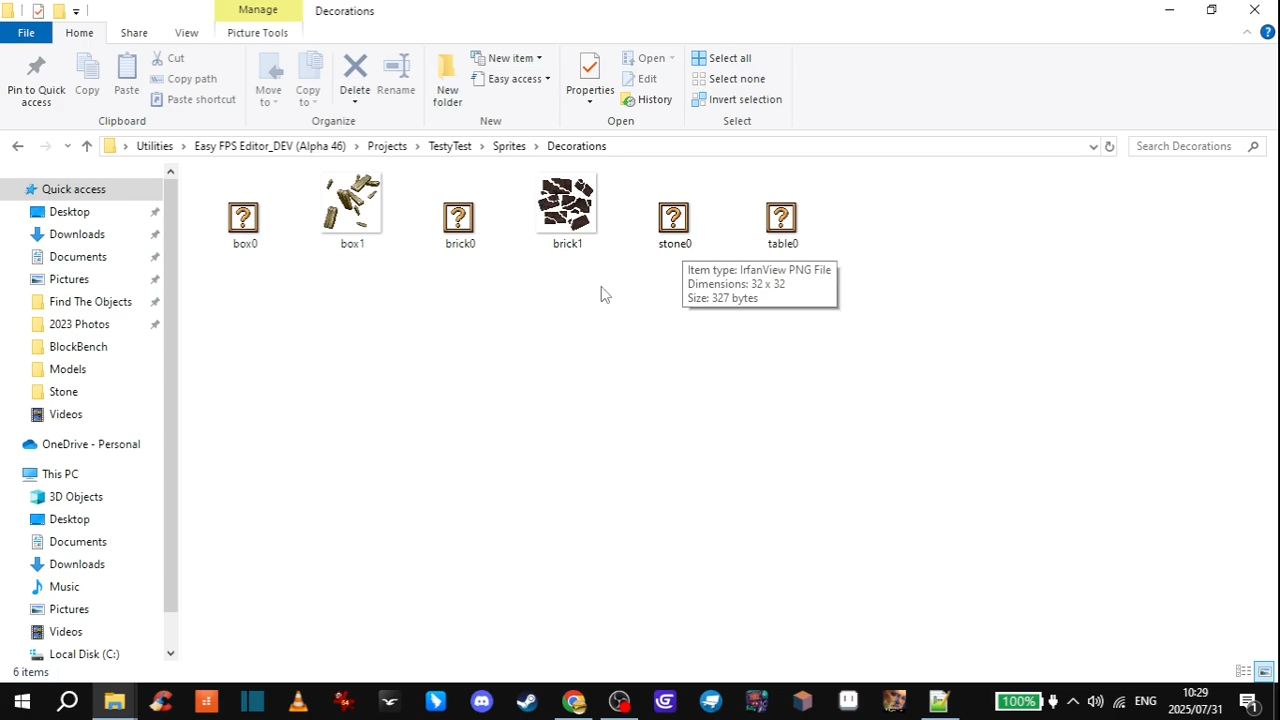 Manage
Decorations
File
Home
Share
View
Picture Tools
Pin to Quick access
Copy
Paste
Cut
Copy path
Paste shortcut
Clipboard
Move to
Copy to
Delete
Rename
Organize
New folder
New item
Easy access
New
Properties
Open
Edit
History
Open
Select all
Select none
Invert selection
Select
Utilities > Easy FPS Editor_DEV (Alpha 46) > Projects > TestyTest > Sprites > Decorations
Search Decorations
Quick access
Desktop
Downloads
Documents
Pictures
Find The Objects
2023 Photos
BlockBench
Models
Stone
Videos
OneDrive - Personal
This PC
3D Objects
Desktop
Documents
Downloads
Music
Pictures
Videos
Local Disk (C:)
box0
box1
brick0
brick1
stone0
table0
Item type: IrfanView PNG File
Dimensions: 32 x 32
Size: 327 bytes
6 items
100%
ENG
10:29
2025/07/31
1